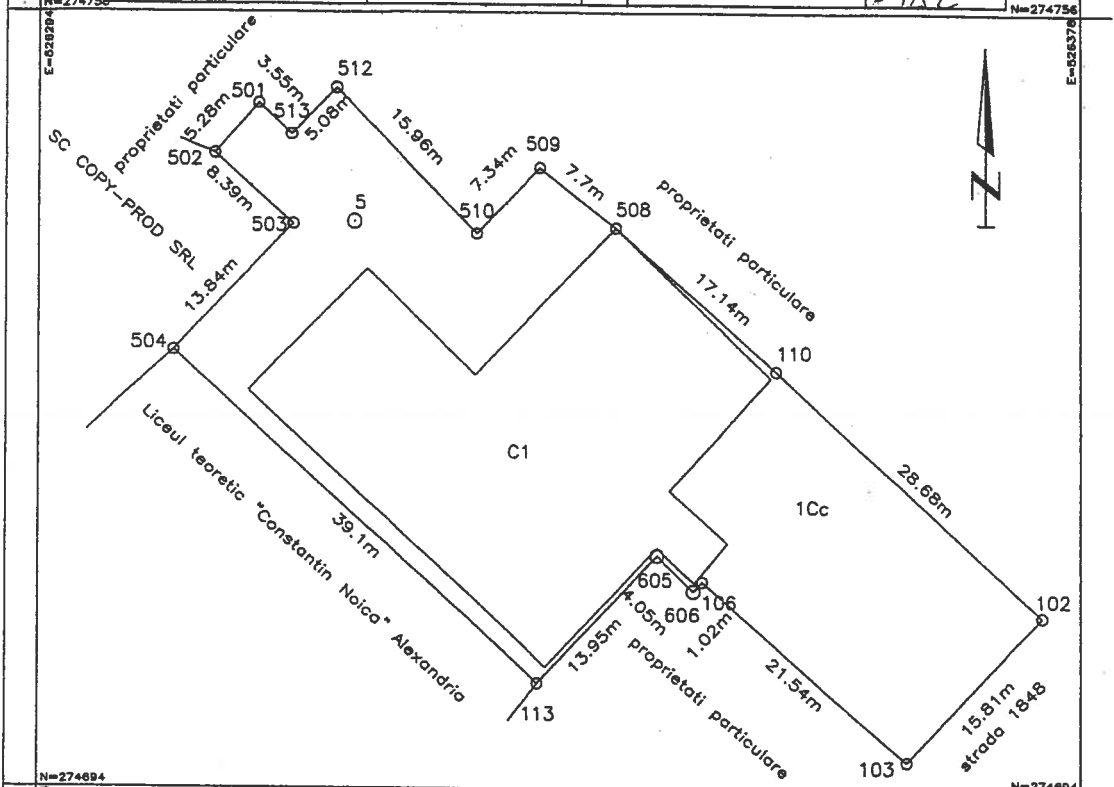 N=274756
N=274756
E=626294
E=626378
proprietati particulare
3.55m
512
501
513
5.08m
5.28m
502
SC COPY-PROD SRL
8.39m
503
5
15.96m
7.34m
509
7.7m
510
508
proprietati particulare
17.14m
13.84m
504
110
Liceul teoretic "Constantin Noica" Alexandria
39.1m
C1
28.68m
1Cc
605
606
106
4.05m
1.02m
13.95m
proprietati particulare
21.54m
102
113
15.81m
strada 1848
103
N=274694
N=274694